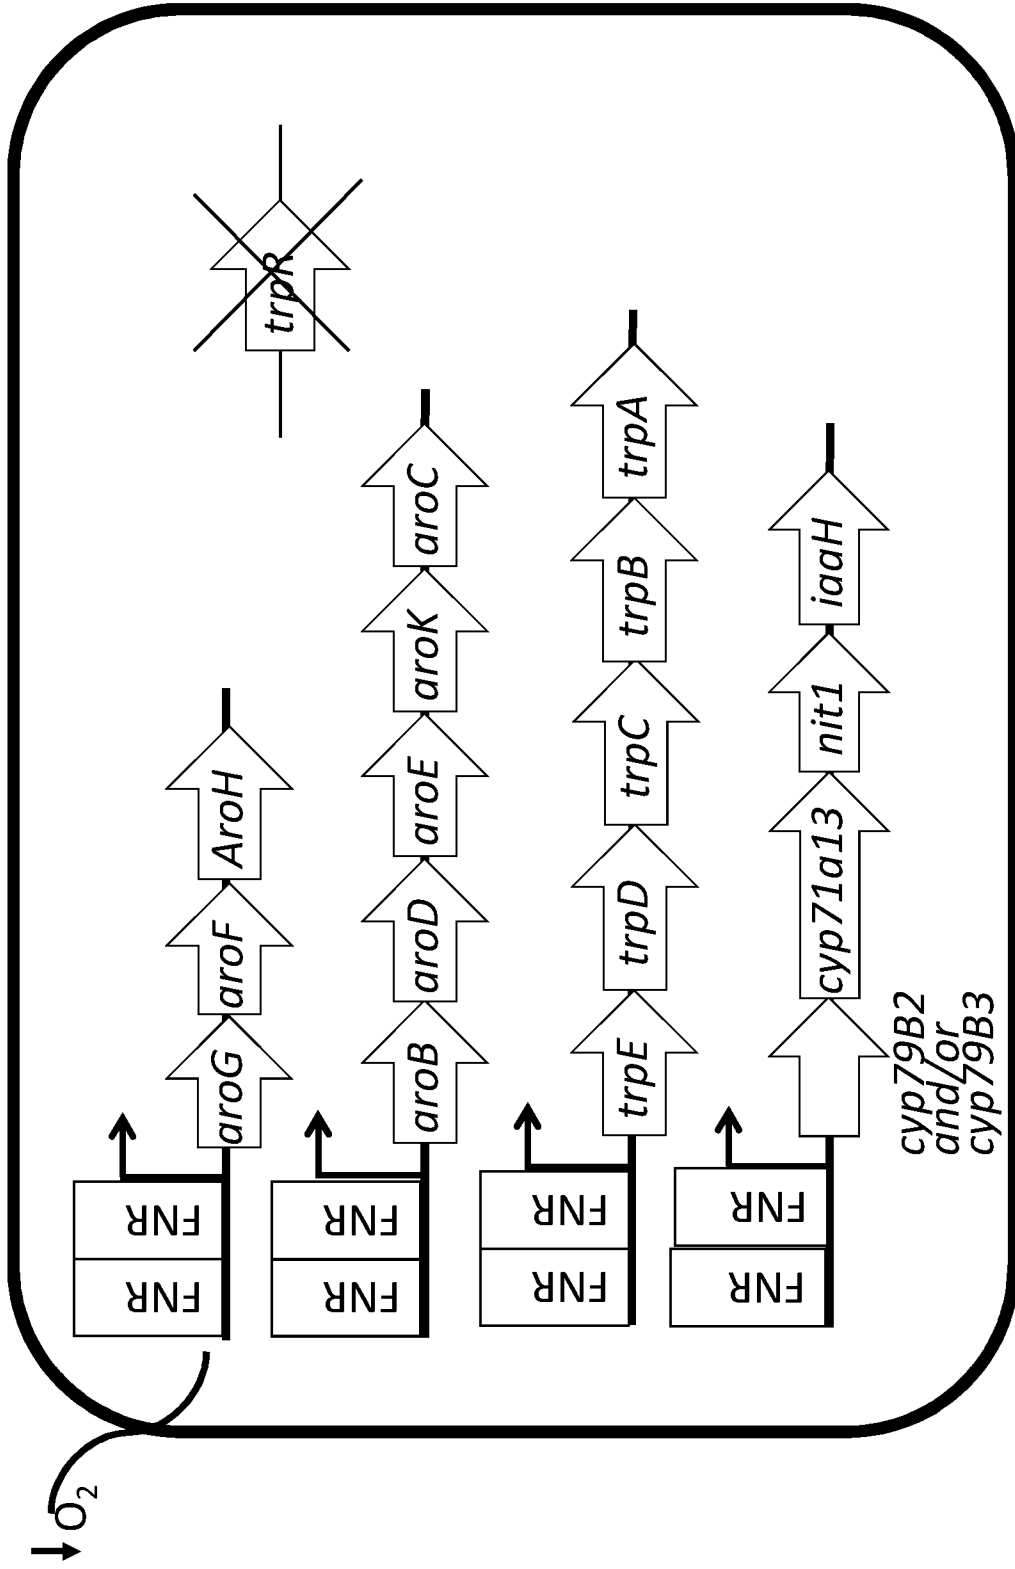 O2
trpR
FNR FNR aroG aroF AroH
FNR FNR aroB aroD aroE aroK aroC
FNR FNR trpE trpD trpC trpB trpA
FNR FNR cyp71a13 nit1 iaaH
cyp79B2
and/or
cyp79B3